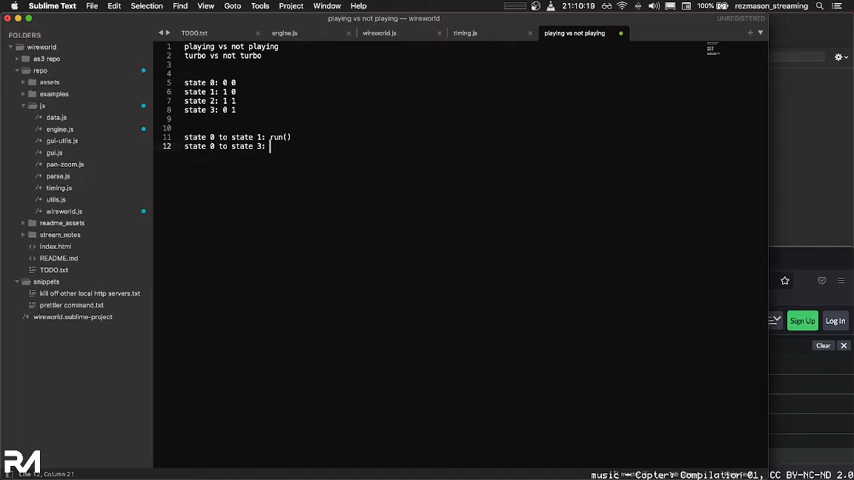 Sublime Text File Edit Selection Find View Goto Tools Project Window Help 21:10:19 100% rezmason_streaming
playing vs not playing — wireworld
UNREGISTERED
FOLDERS
wireworld
as3 repo
repo
assets
examples
js
data.js
engine.js
gui-utils.js
gui.js
pan-zoom.js
parse.js
timing.js
utils.js
wireworld.js
readme_assets
stream_notes
index.html
README.md
TODO.txt
snippets
kill off other local http servers.txt
prettier command.txt
wireworld.sublime-project
TODO.txt engine.js wireworld.js timing.js playing vs not playing
1 playing vs not playing
2 turbo vs not turbo
3
4
5 state 0: 0 0
6 state 1: 1 0
7 state 2: 1 1
8 state 3: 0 1
9
10
11 state 0 to state 1: run()
12 state 0 to state 3:
Sign Up Log In
Clear
RM
Line 12, Column 21
music — Copter: Compilation 01, CC BY-NC-ND 2.0